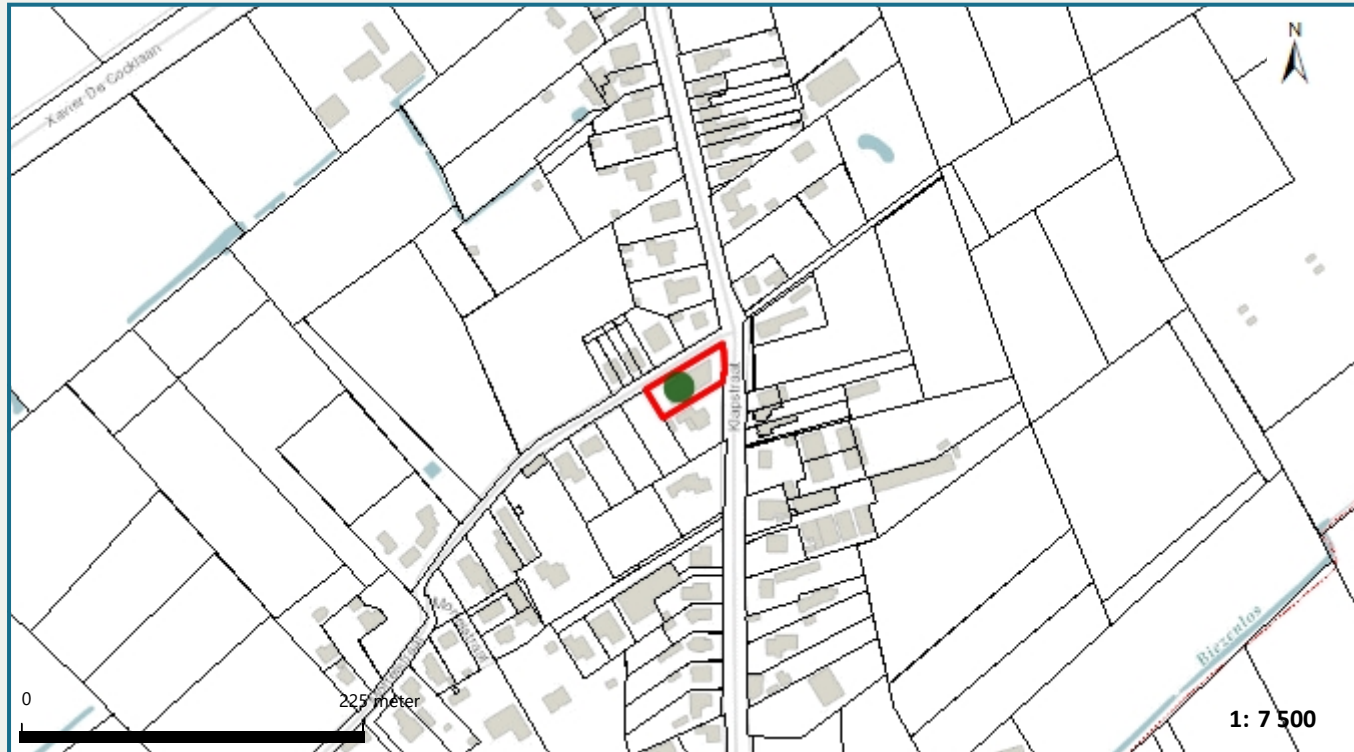 N
Xavier De Cocklaan
Klapstraat
Biezenlos
0
225 meter
1: 7 500